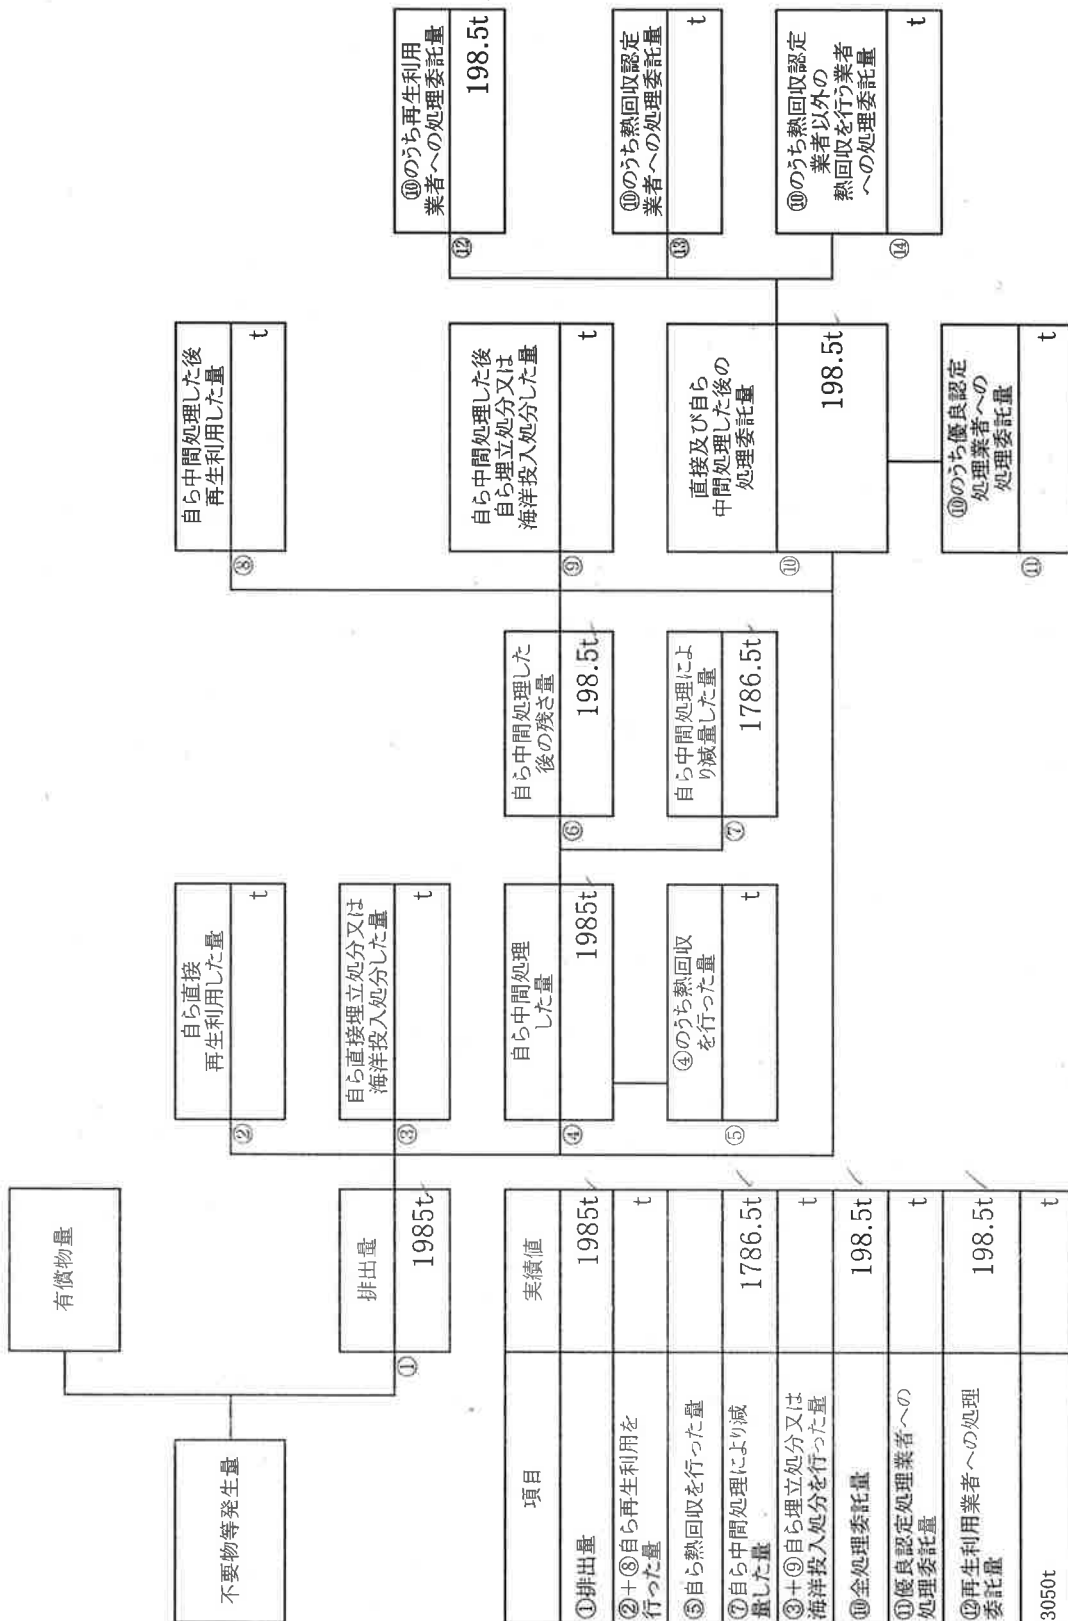 不要物等発生量
有償物量
排出量
①
1985t
自ら直接
再生利用した量
②
t
自ら直接埋立処分又は
海洋投入処分した量
③
t
自ら中間処理
した量
④
1985t
④のうち熱回収
を行った量
⑤
t
自ら中間処理した
後の残さ量
⑥
198.5t
自ら中間処理によ
り減量した量
⑦
1786.5t
自ら中間処理した後
再生利用した量
⑧
t
自ら中間処理した後
自ら埋立処分又は
海洋投入処分した量
⑨
t
直接及び自ら
中間処理した後の
処理委託量
⑩
198.5t
⑩のうち優良認定
処理業者への
処理委託量
⑪
t
⑩のうち再生利用
業者への処理委託量
⑫
198.5t
⑩のうち熱回収認定
業者への処理委託量
⑬
t
⑩のうち熱回収認定
業者以外の
熱回収を行う業者
への処理委託量
⑭
t
項目 実績値
①排出量 1985t
②+⑧自ら再生利用を
行った量 t
⑤自ら熱回収を行った量
⑦自ら中間処理により減
量した量 1786.5t
③+⑨自ら埋立処分又は
海洋投入処分を行った量 t
⑩全処理委託量 198.5t
⑪優良認定処理業者への
処理委託量 t
⑫再生利用業者への処理
委託量 198.5t
3050t t